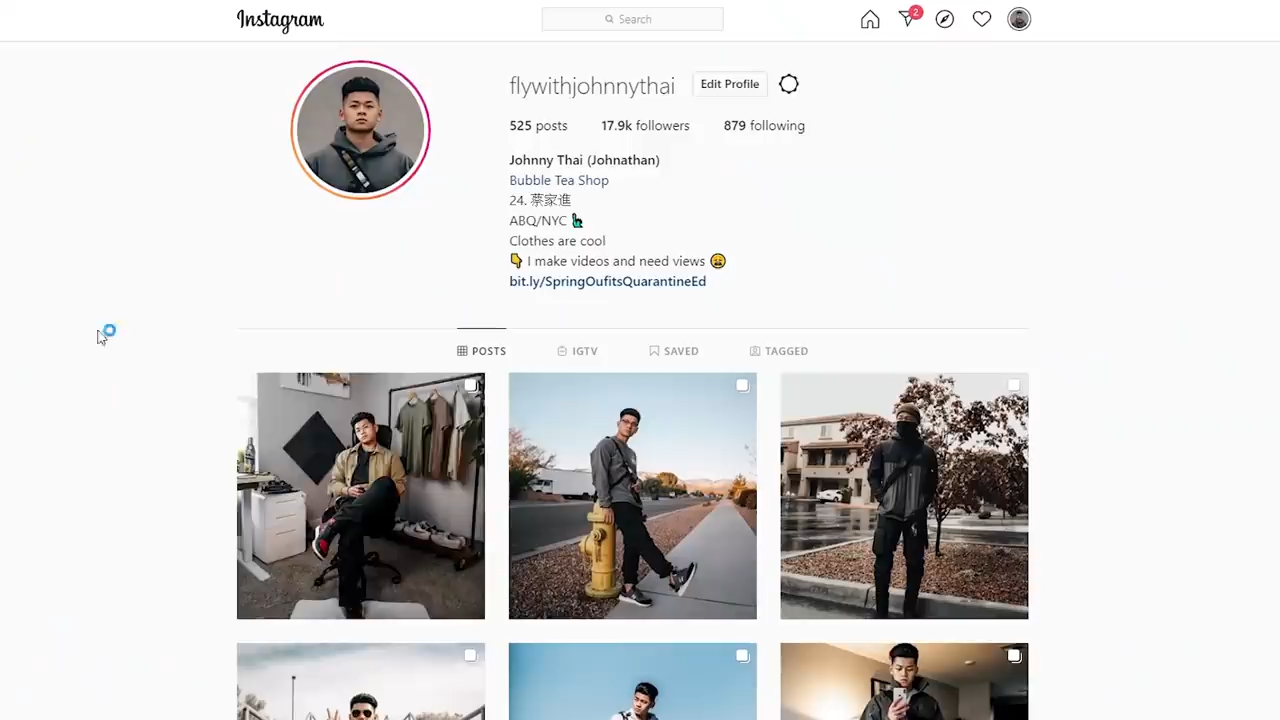 Instagram
Search
2
flywithjohnnythai Edit Profile
525 posts 17.9k followers 879 following
Johnny Thai (Johnathan)
Bubble Tea Shop
24. 蔡家進
ABQ/NYC
Clothes are cool
👇 I make videos and need views 😩
bit.ly/SpringOufitsQuarantineEd
POSTS IGTV SAVED TAGGED